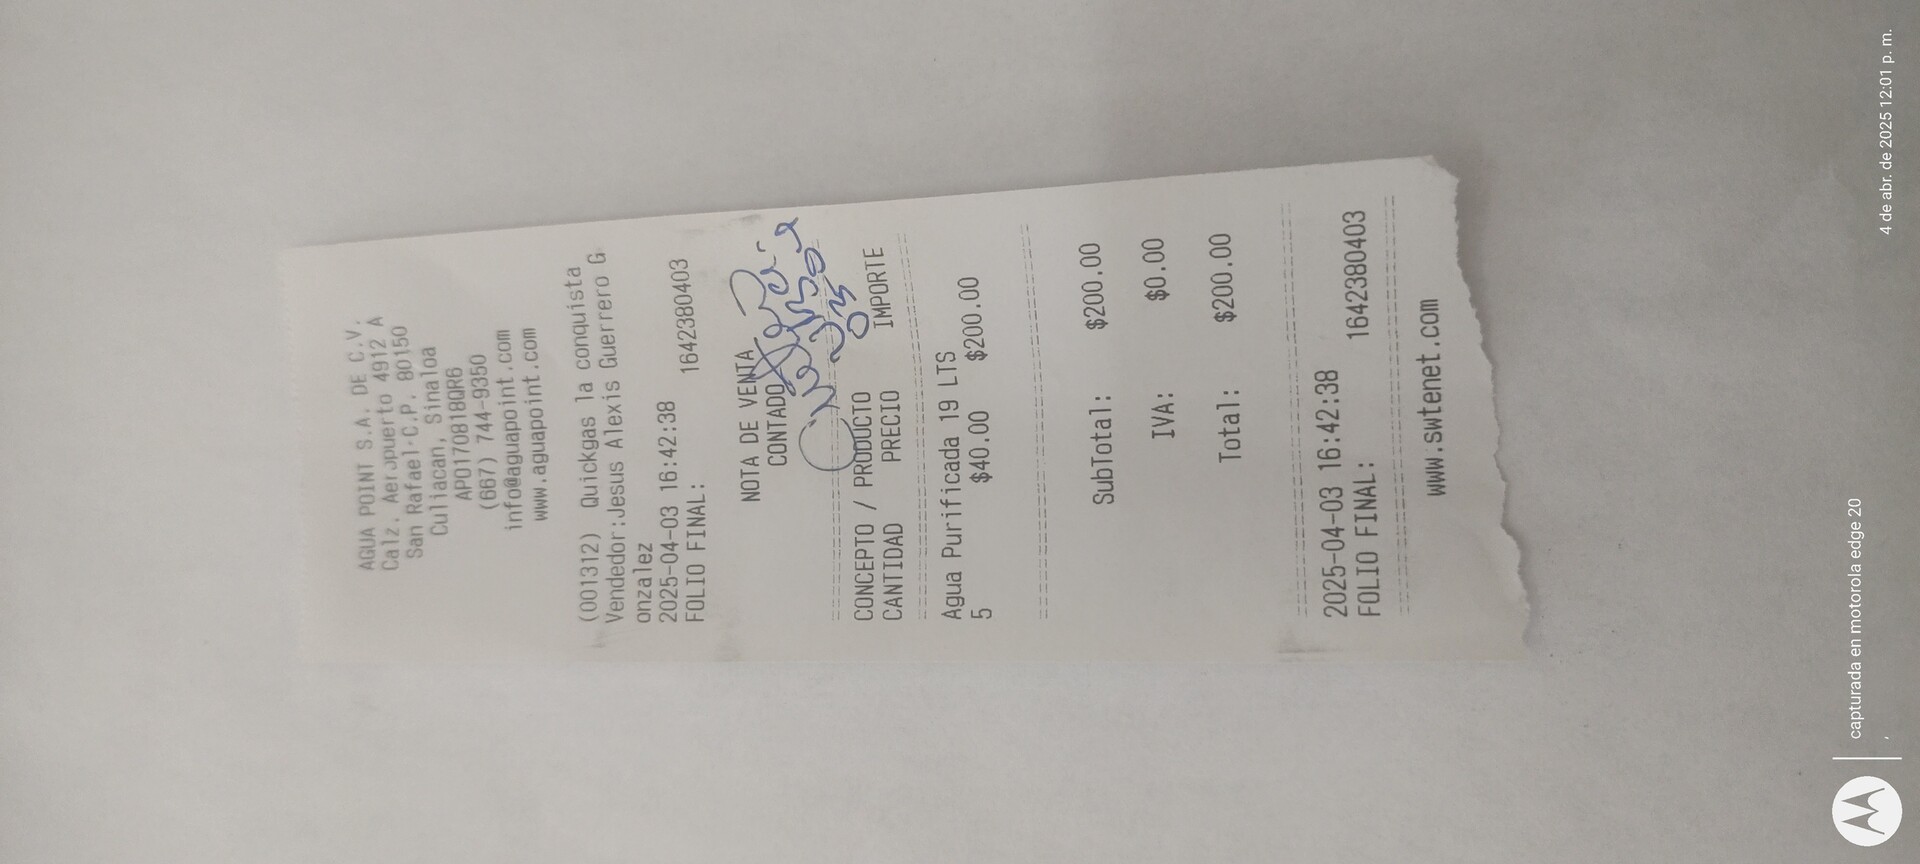 AGUA POINT S.A. DE C.V.
Calz. Aeropuerto 4912 A
San Rafael C.P. 80150
Culiacan, Sinaloa
APO170818QR6
(667) 744-9350
info@aguapoint.com
www.aguapoint.com
(001312) Quickgas la conquista
Vendedor:Jesus Alexis Guerrero G
onzalez
2025-04-03 16:42:38
FOLIO FINAL: 1642380403
NOTA DE VENTA
CONTADO
CONCEPTO / PRODUCTO
CANTIDAD PRECIO IMPORTE
Agua Purificada 19 LTS
5 $40.00 $200.00
SubTotal: $200.00
IVA: $0.00
Total: $200.00
2025-04-03 16:42:38
FOLIO FINAL: 1642380403
www.swtenet.com
capturada en motorola edge 20
4 de abr. de 2025 12:01 p. m.